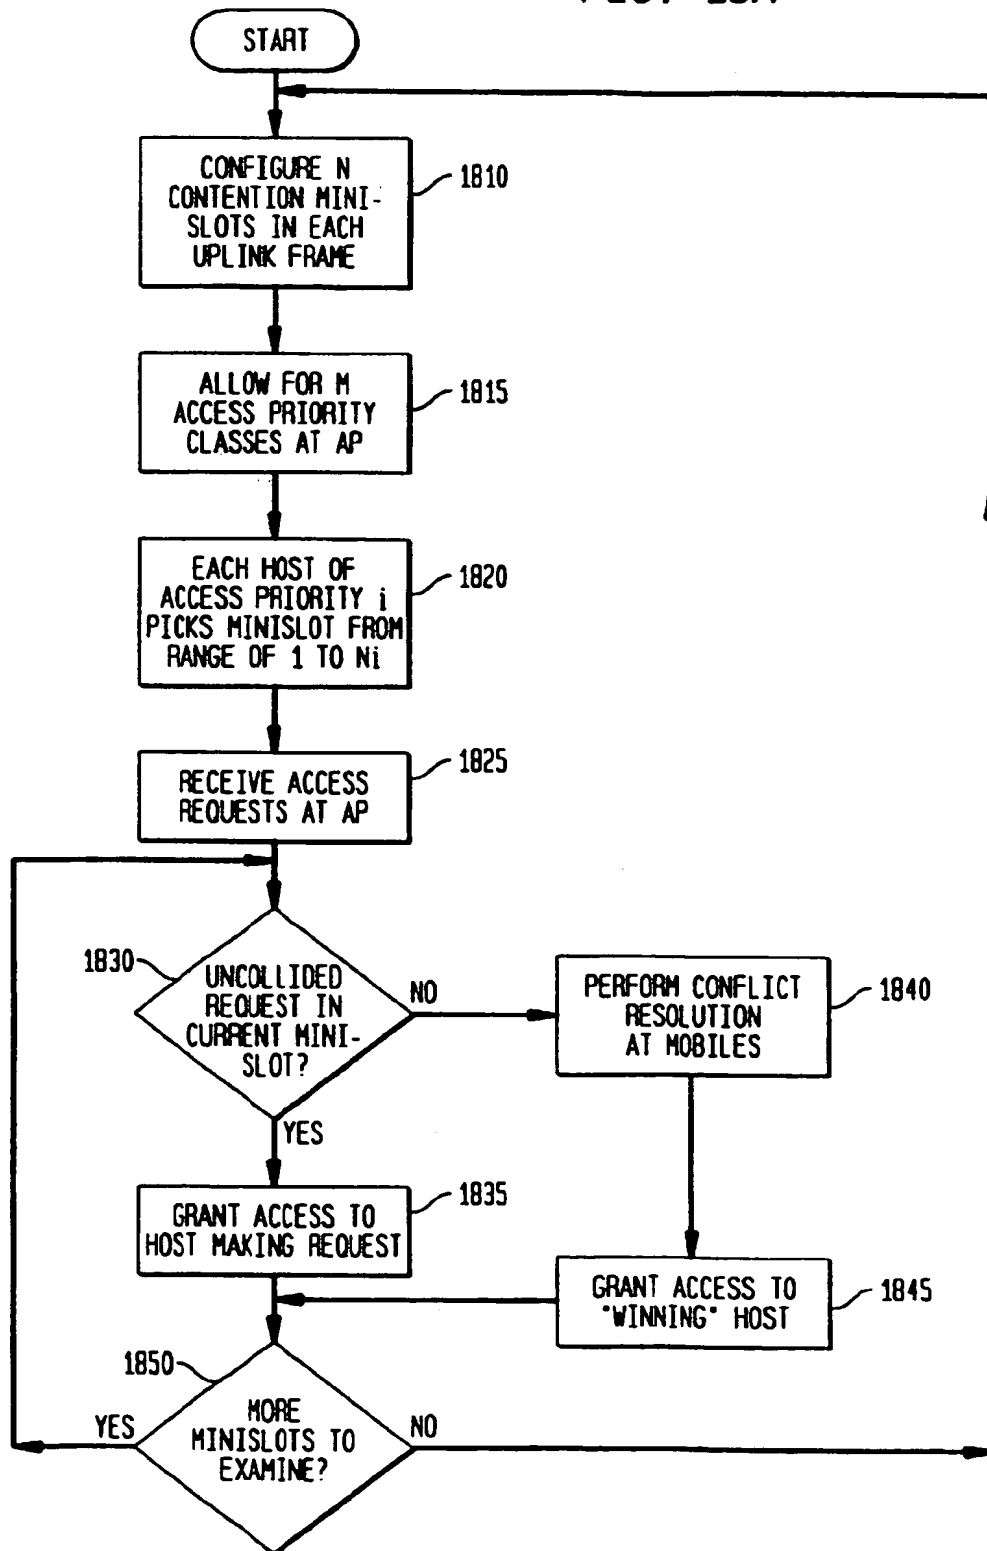 START
CONFIGURE N
CONTENTION MINI-
SLOTS IN EACH
UPLINK FRAME
1810
ALLOW FOR M
ACCESS PRIORITY
CLASSES AT AP
1815
EACH HOST OF
ACCESS PRIORITY i
PICKS MINISLOT FROM
RANGE OF 1 TO Ni
1820
RECEIVE ACCESS
REQUESTS AT AP
1825
1830
UNCOLLIDED
REQUEST IN
CURRENT MINI-
SLOT?
NO
YES
PERFORM CONFLICT
RESOLUTION
AT MOBILES
1840
GRANT ACCESS TO
HOST MAKING REQUEST
1835
GRANT ACCESS TO
"WINNING" HOST
1845
1850
MORE
MINISLOTS TO
EXAMINE?
YES
NO